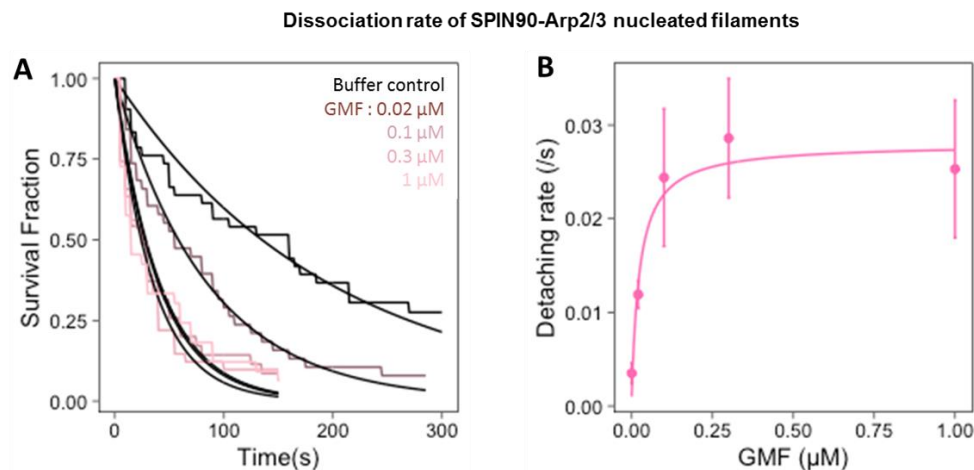 Dissociation rate of SPIN90-Arp2/3 nucleated filaments
A
Survival Fraction
1.00
0.75
0.50
0.25
0.00
Buffer control
GMF : 0.02 µM
0.1 µM
0.3 µM
1 µM
0
100
200
300
Time(s)
B
Detaching rate (/s)
0.03
0.02
0.01
0.00
0.00
0.25
0.50
0.75
1.00
GMF (µM)